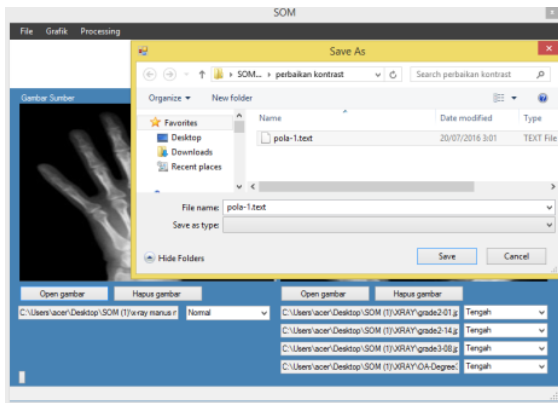 SOM
File Grafik Processing
Save As
SOM... perbaikan kontrast
Search perbaikan kontrast
Organize New folder
Gambar Sumber
Favorites
Desktop
Downloads
Recent places
Name Date modified Type
pola-1.text 20/07/2016 3:01 TEXT File
File name: pola-1.text
Save as type:
Hide Folders Save Cancel
Open gambar Hapus gambar Open gambar Hapus gambar
C:\Users\acer\Desktop\SOM (1)\x-ray manus r Normal C:\Users\acer\Desktop\SOM (1)\XRAY\grade2-01.jp Tengah
C:\Users\acer\Desktop\SOM (1)\XRAY\grade2-14.jp Tengah
C:\Users\acer\Desktop\SOM (1)\XRAY\grade3-08.jp Tengah
C:\Users\acer\Desktop\SOM (1)\XRAY\OA-Degree Tengah